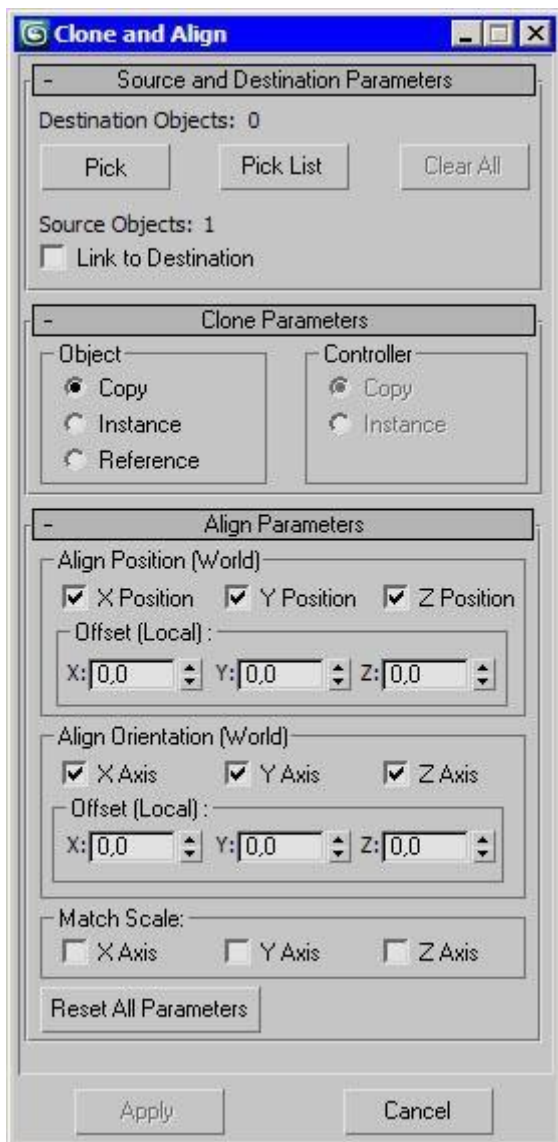 Clone and Align
- Source and Destination Parameters
Destination Objects: 0
Pick Pick List Clear All
Source Objects: 1
Link to Destination
- Clone Parameters
Object Controller
Copy Copy
Instance Instance
Reference
- Align Parameters
Align Position (World)
X Position Y Position Z Position
Offset (Local) :
X: 0,0 Y: 0,0 Z: 0,0
Align Orientation (World)
X Axis Y Axis Z Axis
Offset (Local) :
X: 0,0 Y: 0,0 Z: 0,0
Match Scale:
X Axis Y Axis Z Axis
Reset All Parameters
Apply Cancel